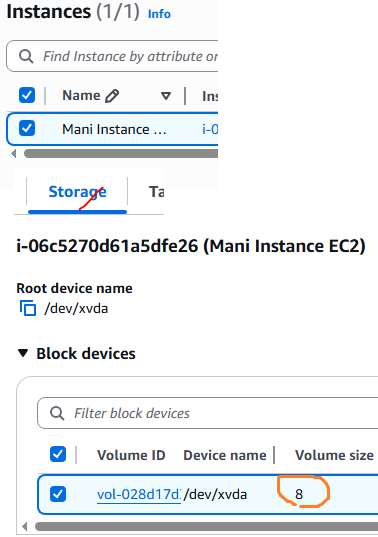 Instances (1/1) Info
Find Instance by attribute or
Name Ins
Mani Instance ... i-0
Storage Ta
i-06c5270d61a5dfe26 (Mani Instance EC2)
Root device name
/dev/xvda
Block devices
Filter block devices
Volume ID Device name Volume size
vol-028d17d /dev/xvda 8